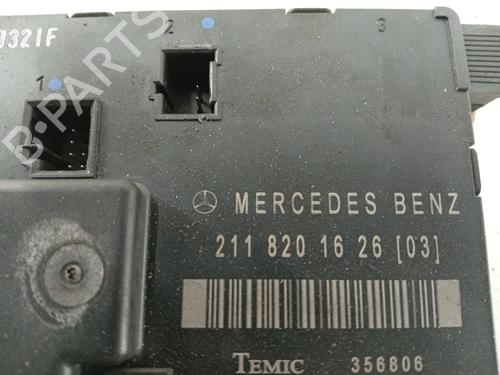 0321F
2
3
1
B-PARTS
MERCEDES BENZ
211 820 16 26 [03]
TEMIC 356806